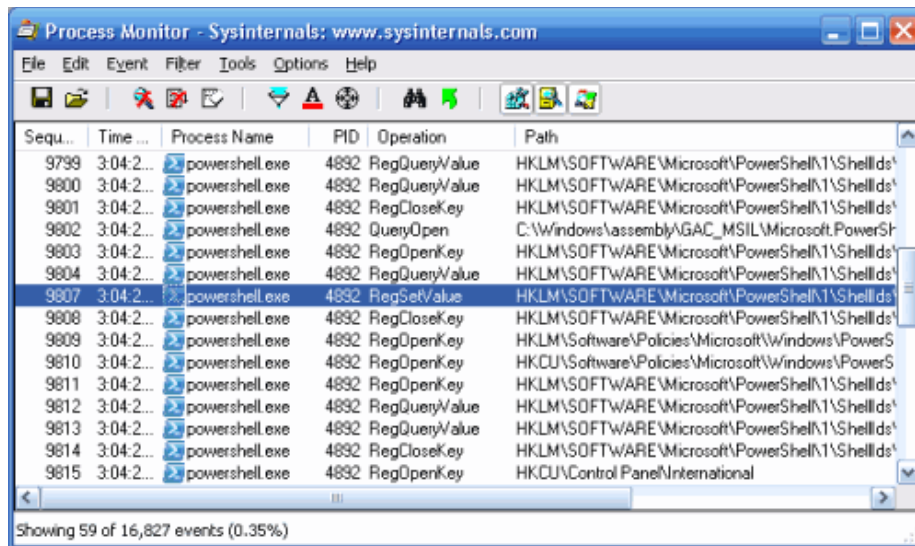 Process Monitor - Sysinternals: www.sysinternals.com
File Edit Event Filter Tools Options Help
Sequ... Time ... Process Name PID Operation Path
9799 3:04:2... powershell.exe 4892 RegQueryValue HKLM\SOFTWARE\Microsoft\PowerShell\1\ShellIds\
9800 3:04:2... powershell.exe 4892 RegQueryValue HKLM\SOFTWARE\Microsoft\PowerShell\1\ShellIds\
9801 3:04:2... powershell.exe 4892 RegCloseKey HKLM\SOFTWARE\Microsoft\PowerShell\1\ShellIds\
9802 3:04:2... powershell.exe 4892 QueryOpen C:\Windows\assembly\GAC_MSIL\Microsoft.PowerSh
9803 3:04:2... powershell.exe 4892 RegOpenKey HKLM\SOFTWARE\Microsoft\PowerShell\1\ShellIds\
9804 3:04:2... powershell.exe 4892 RegQueryValue HKLM\SOFTWARE\Microsoft\PowerShell\1\ShellIds\
9807 3:04:2... powershell.exe 4892 RegSetValue HKLM\SOFTWARE\Microsoft\PowerShell\1\ShellIds\
9808 3:04:2... powershell.exe 4892 RegCloseKey HKLM\SOFTWARE\Microsoft\PowerShell\1\ShellIds\
9809 3:04:2... powershell.exe 4892 RegOpenKey HKLM\Software\Policies\Microsoft\Windows\PowerS
9810 3:04:2... powershell.exe 4892 RegOpenKey HKCU\Software\Policies\Microsoft\Windows\PowerS
9811 3:04:2... powershell.exe 4892 RegOpenKey HKLM\SOFTWARE\Microsoft\PowerShell\1\ShellIds\
9812 3:04:2... powershell.exe 4892 RegQueryValue HKLM\SOFTWARE\Microsoft\PowerShell\1\ShellIds\
9813 3:04:2... powershell.exe 4892 RegQueryValue HKLM\SOFTWARE\Microsoft\PowerShell\1\ShellIds\
9814 3:04:2... powershell.exe 4892 RegCloseKey HKLM\SOFTWARE\Microsoft\PowerShell\1\ShellIds\
9815 3:04:2... powershell.exe 4892 RegOpenKey HKCU\Control Panel\International
Showing 59 of 16,827 events (0.35%)